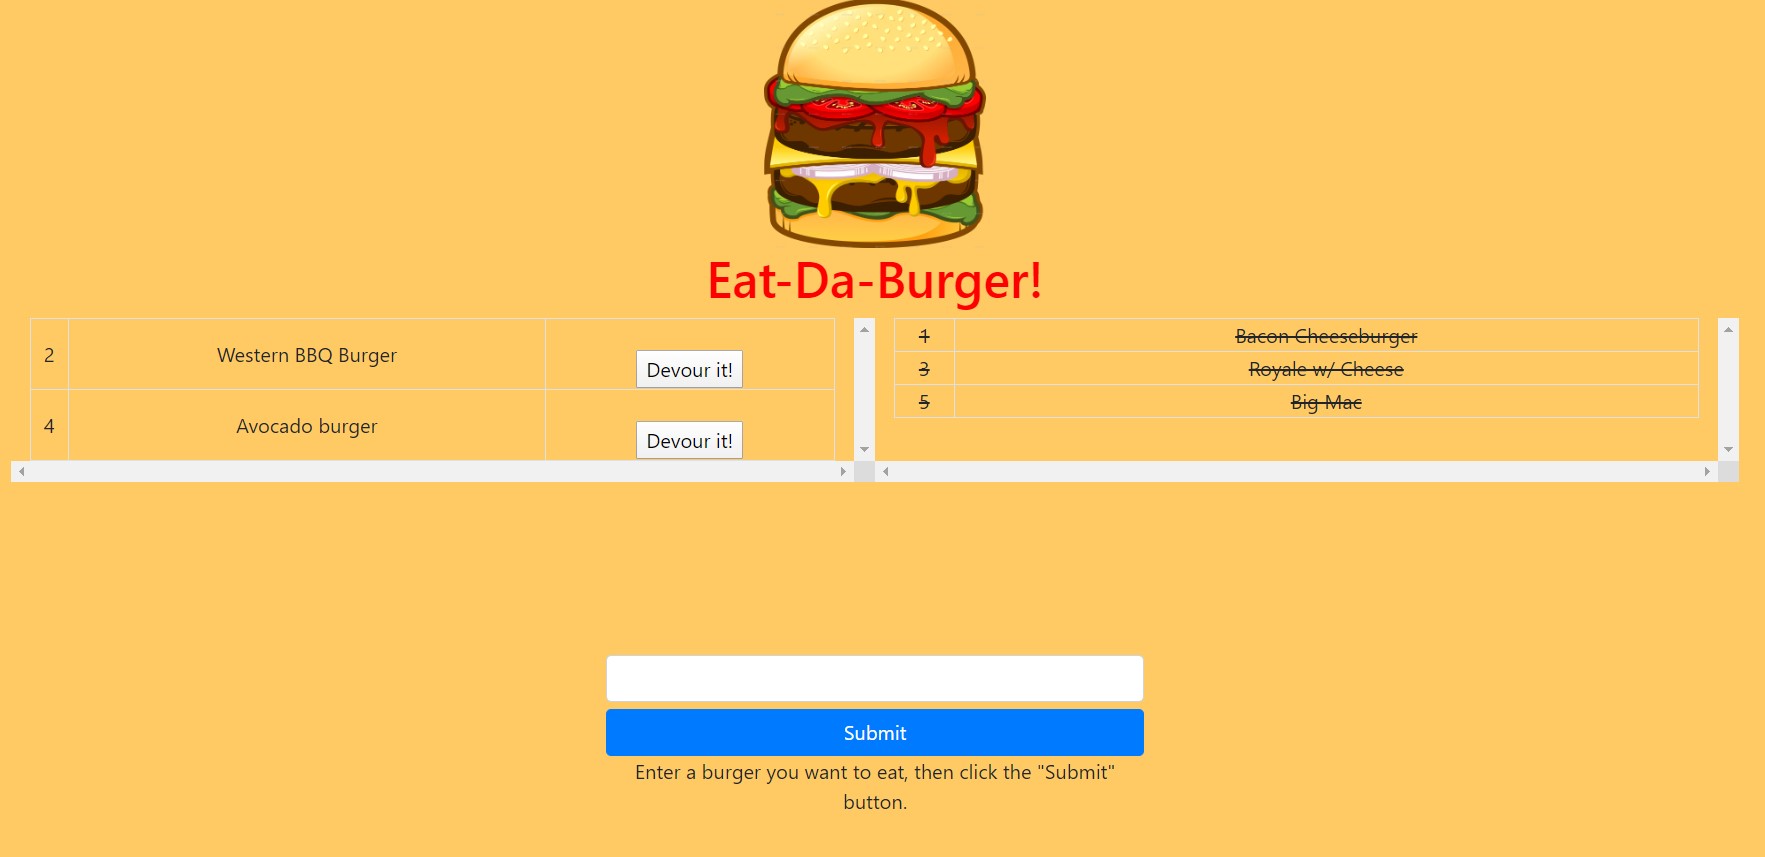 Eat-Da-Burger!
2 Western BBQ Burger Devour it!
4 Avocado burger Devour it!
1 Bacon Cheeseburger
3 Royale w/ Cheese
5 Big Mac
Submit
Enter a burger you want to eat, then click the "Submit"
button.